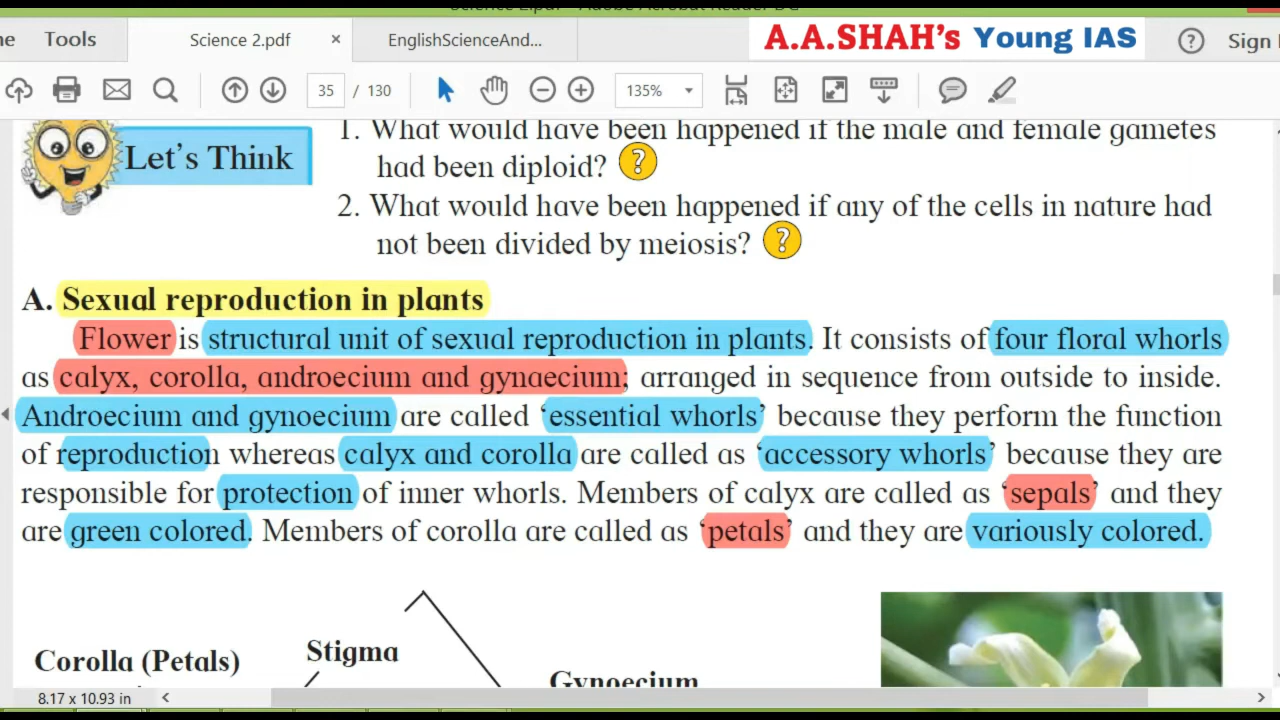 Science 2.pdf - Adobe Acrobat Reader DC
Tools
Science 2.pdf ×
EnglishScienceAnd...
A.A.SHAH's Young IAS
? Sign
35 / 130
135%
Let's Think
1. What would have been happened if the male and female gametes
had been diploid? ?
2. What would have been happened if any of the cells in nature had
not been divided by meiosis? ?
A. Sexual reproduction in plants
Flower is structural unit of sexual reproduction in plants. It consists of four floral whorls
as calyx, corolla, androecium and gynaecium; arranged in sequence from outside to inside.
Androecium and gynoecium are called 'essential whorls' because they perform the function
of reproduction whereas calyx and corolla are called as 'accessory whorls' because they are
responsible for protection of inner whorls. Members of calyx are called as 'sepals' and they
are green colored. Members of corolla are called as 'petals' and they are variously colored.
Stigma
Corolla (Petals)
Gynoecium
8.17 x 10.93 in